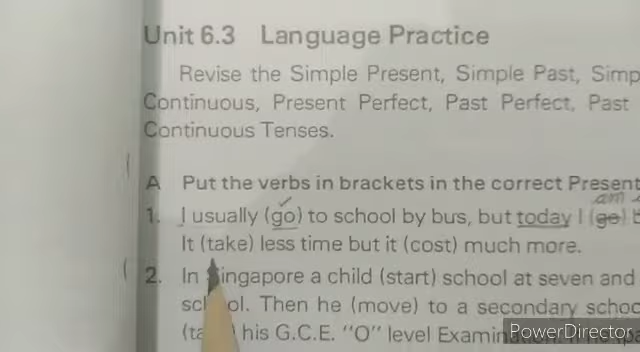 Unit 6.3 Language Practice
Revise the Simple Present, Simple Past, Simp
Continuous, Present Perfect, Past Perfect, Past
Continuous Tenses.
A Put the verbs in brackets in the correct Present
am
1. I usually (go) to school by bus, but today I (go) b
It (take) less time but it (cost) much more.
2. In Singapore a child (start) school at seven and
school. Then he (move) to a secondary schoo
(ta ) his G.C.E. "O" level Examin
PowerDirector